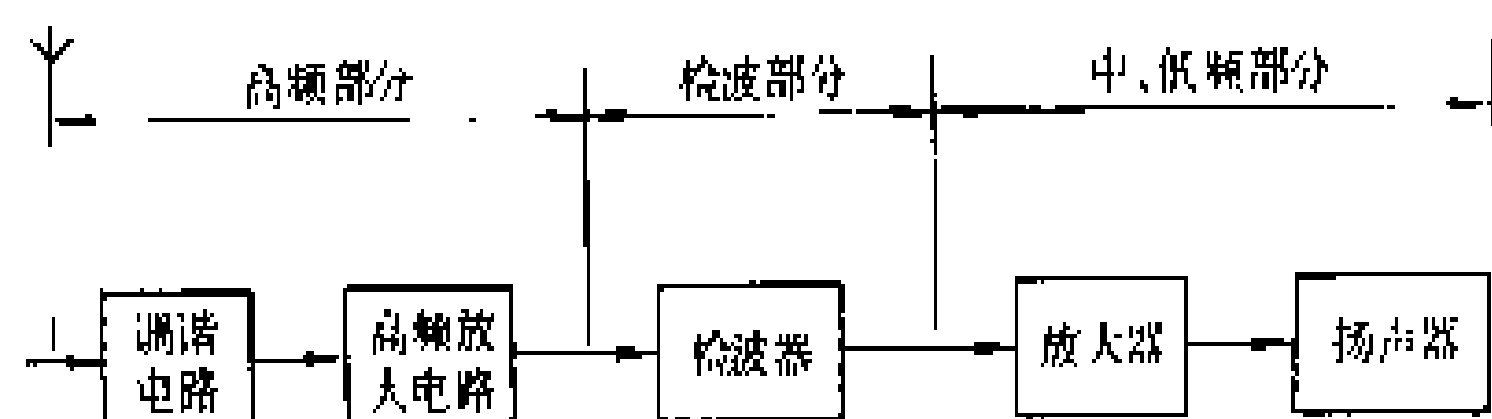 高频部分
检波部分
中、低频部分
调谐
电路
高频放
大电路
检波器
放大器
扬声器